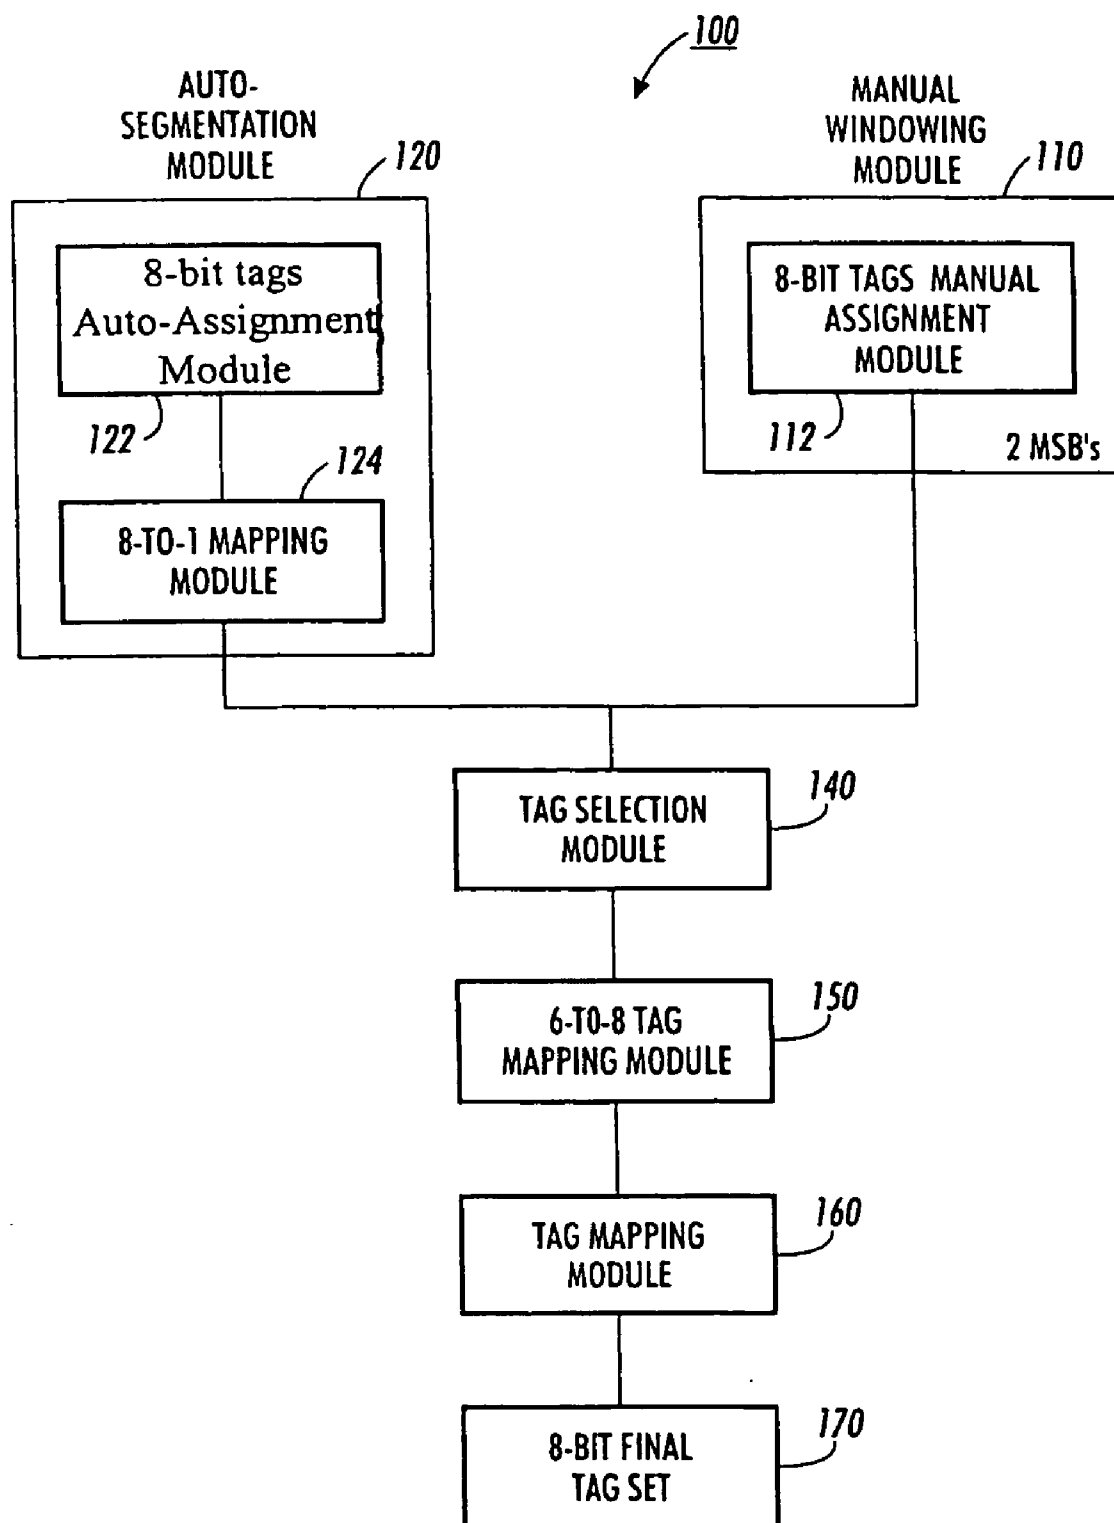 100
AUTO-
SEGMENTATION
MODULE
120
MANUAL
WINDOWING
MODULE
110
8-bit tags
Auto-Assignment
Module
122
8-BIT TAGS MANUAL
ASSIGNMENT
MODULE
112
2 MSB's
124
8-TO-1 MAPPING
MODULE
TAG SELECTION
MODULE
140
6-TO-8 TAG
MAPPING MODULE
150
TAG MAPPING
MODULE
160
8-BIT FINAL
TAG SET
170